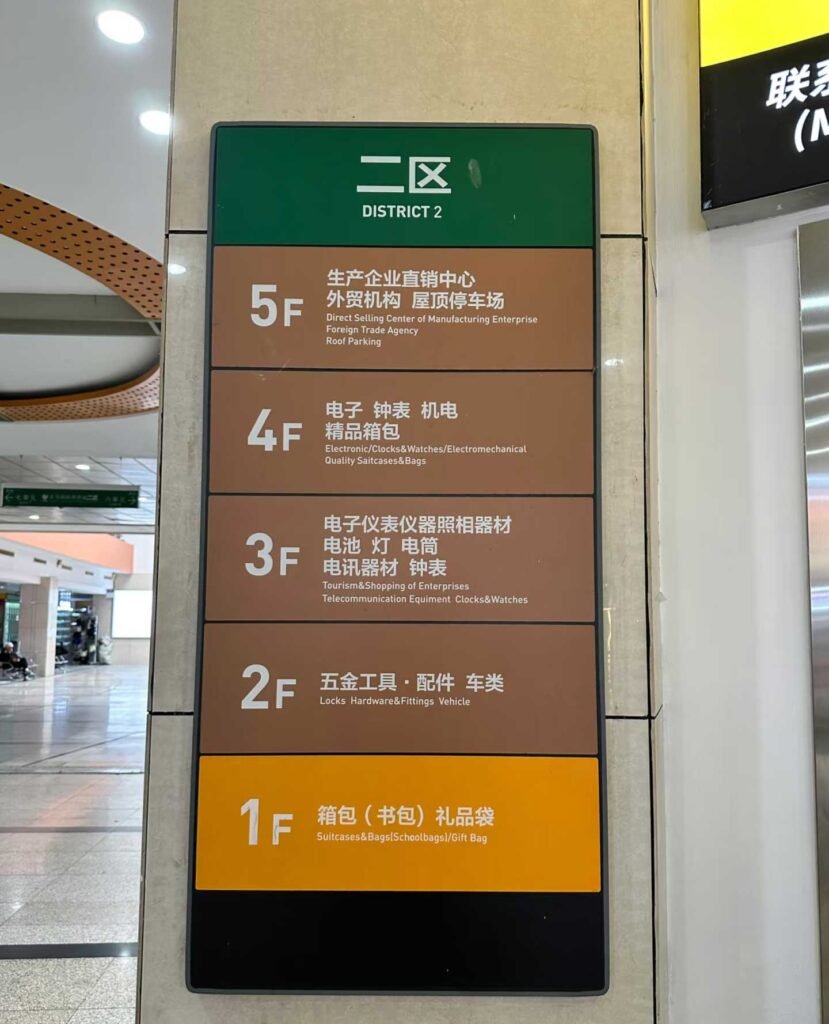 二区
DISTRICT 2
5F
生产企业直销中心
外贸机构 屋顶停车场
Direct Selling Center of Manufacturing Enterprise
Foreign Trade Agency
Roof Parking
4F
电子 钟表 机电
精品箱包
Electronic/Clocks&Watches/Electromechanical
Quality Saitcases&Bags
3F
电子仪表仪器照相器材
电池 灯 电筒
电讯器材 钟表
Tourism&Shopping of Enterprises
Telecommunication Equiment Clocks&Watches
2F
五金工具·配件 车类
Locks Hardware&Fittings Vehicle
1F
箱包（书包）礼品袋
Suitcases&Bags(Schoolbags)/Gift Bag
联系
(M